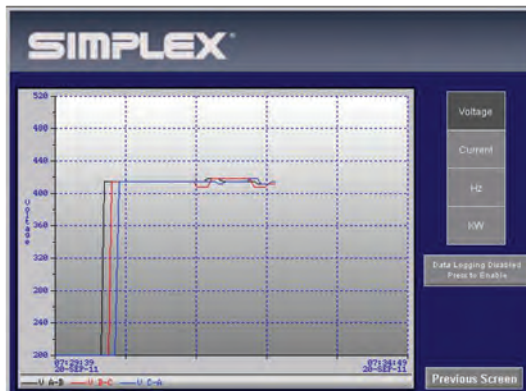 SIMPLEX®
520
480
440
400
360
320
280
240
200
Voltage
07:29:39
20-SEP-11
07:34:49
20-SEP-11
V A-B V B-C V C-A
Voltage
Current
Hz
KW
Data Logging Disabled
Press to Enable
Previous Screen